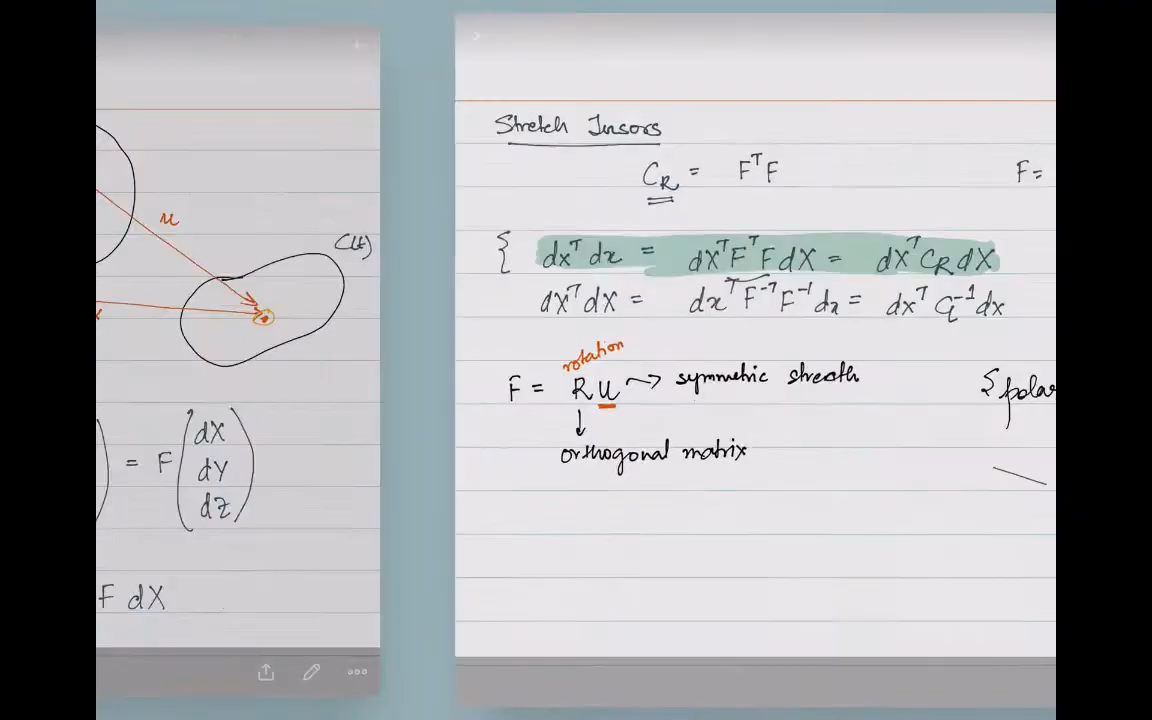 u
C(t)
x
= F (dX
dY
dZ)
F dX
Stretch Tensors
C_R = F^T F
F=
{ dx^T dx = dX^T F^T F dX = dX^T C_R dX
dX^T dX = dx^T F^-T F^-1 dx = dx^T C_L^-1 dx
rotation
F = R U → symmetric streath
{polar
↓
orthogonal matrix